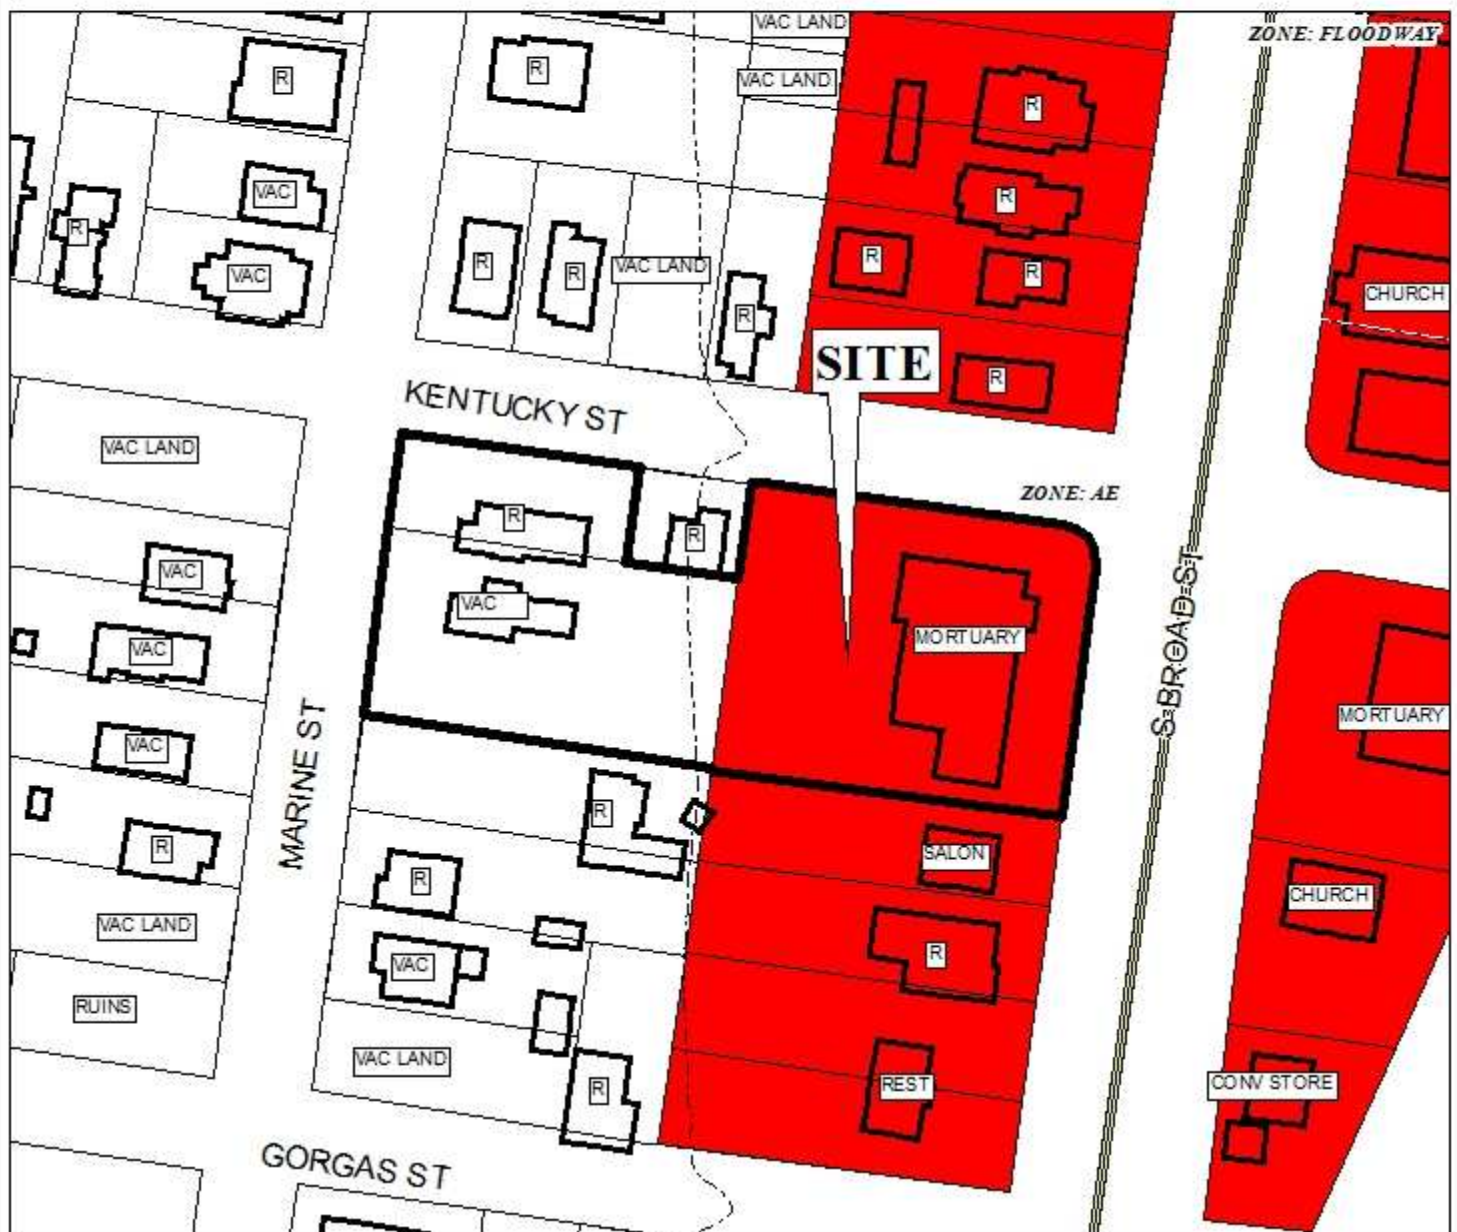 VAC LAND
ZONE: FLOODWAY
R
R
VAC LAND
R
VAC
R
R
VAC
R
R
VAC LAND
R
R
CHURCH
R
SITE
R
KENTUCKY ST
VAC LAND
ZONE: AE
R
R
VAC
VAC
MORTUARY
VAC
S BROAD ST
MORTUARY
VAC
MARINE ST
R
R
SALON
R
CHURCH
VAC LAND
R
VAC
R
RUINS
VAC LAND
R
REST
CONV STORE
GORGAS ST